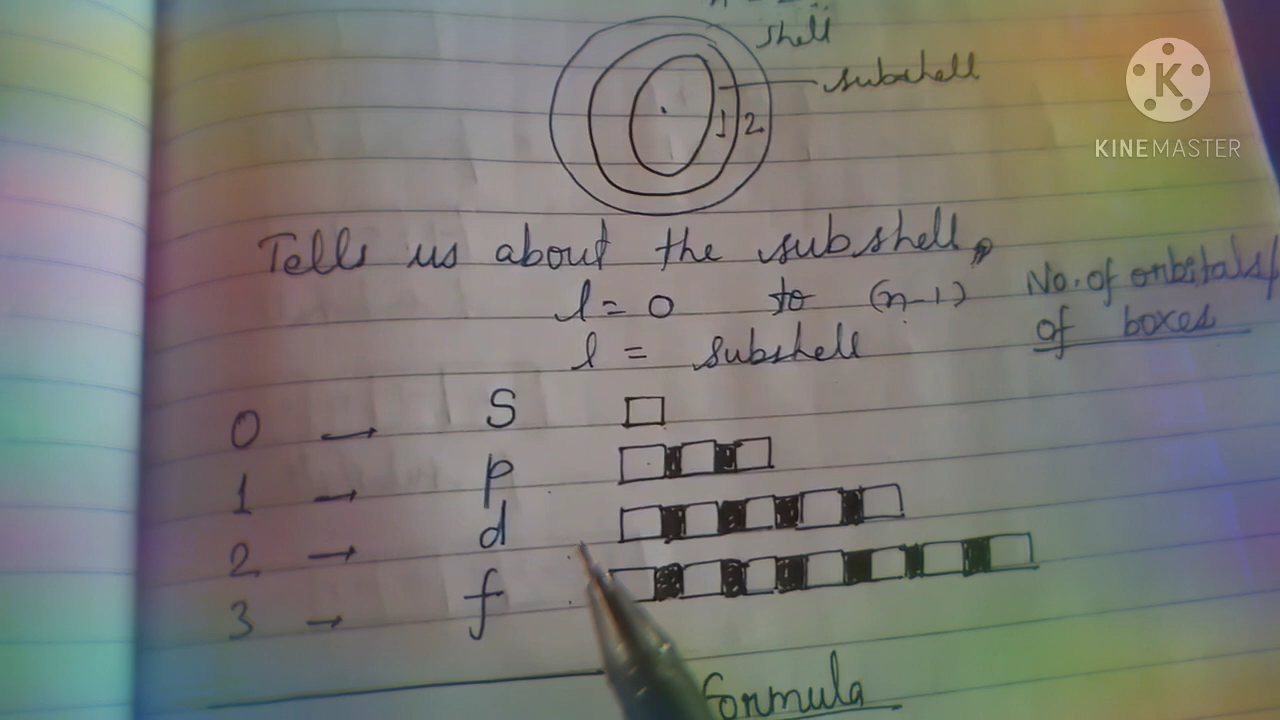 shell
subshell
1 2
K
KINEMASTER
Tells us about the subshell,
l = 0 to (n-1)
l = subshell
No. of orbitals/
of boxes
0 → S
1 → p
2 → d
3 → f
formula